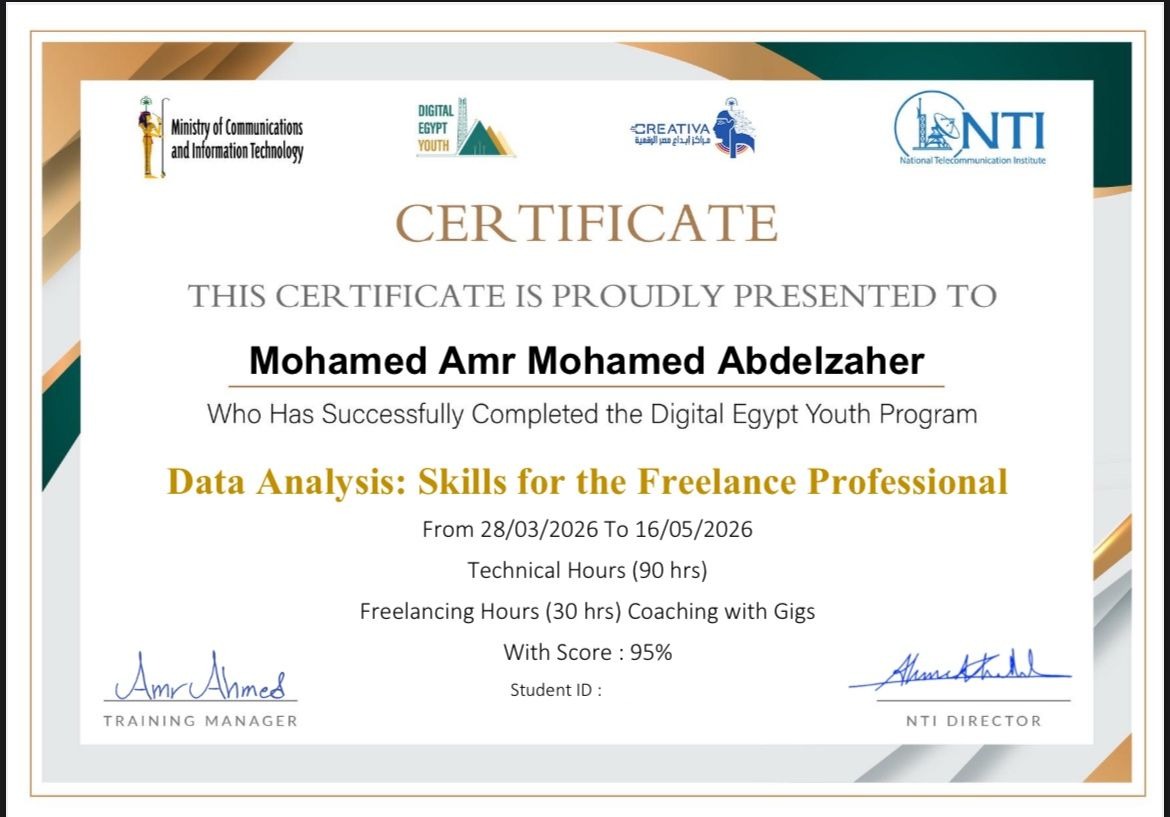 Ministry of Communications
and Information Technology
DIGITAL
EGYPT
YOUTH
CREATIVA
مراكز إبداع مصر الرقمية
NTI
National Telecommunication Institute
CERTIFICATE
THIS CERTIFICATE IS PROUDLY PRESENTED TO
Mohamed Amr Mohamed Abdelzaher
Who Has Successfully Completed the Digital Egypt Youth Program
Data Analysis: Skills for the Freelance Professional
From 28/03/2026 To 16/05/2026
Technical Hours (90 hrs)
Freelancing Hours (30 hrs) Coaching with Gigs
With Score : 95%
Student ID :
Amr Ahmed
TRAINING MANAGER
NTI DIRECTOR